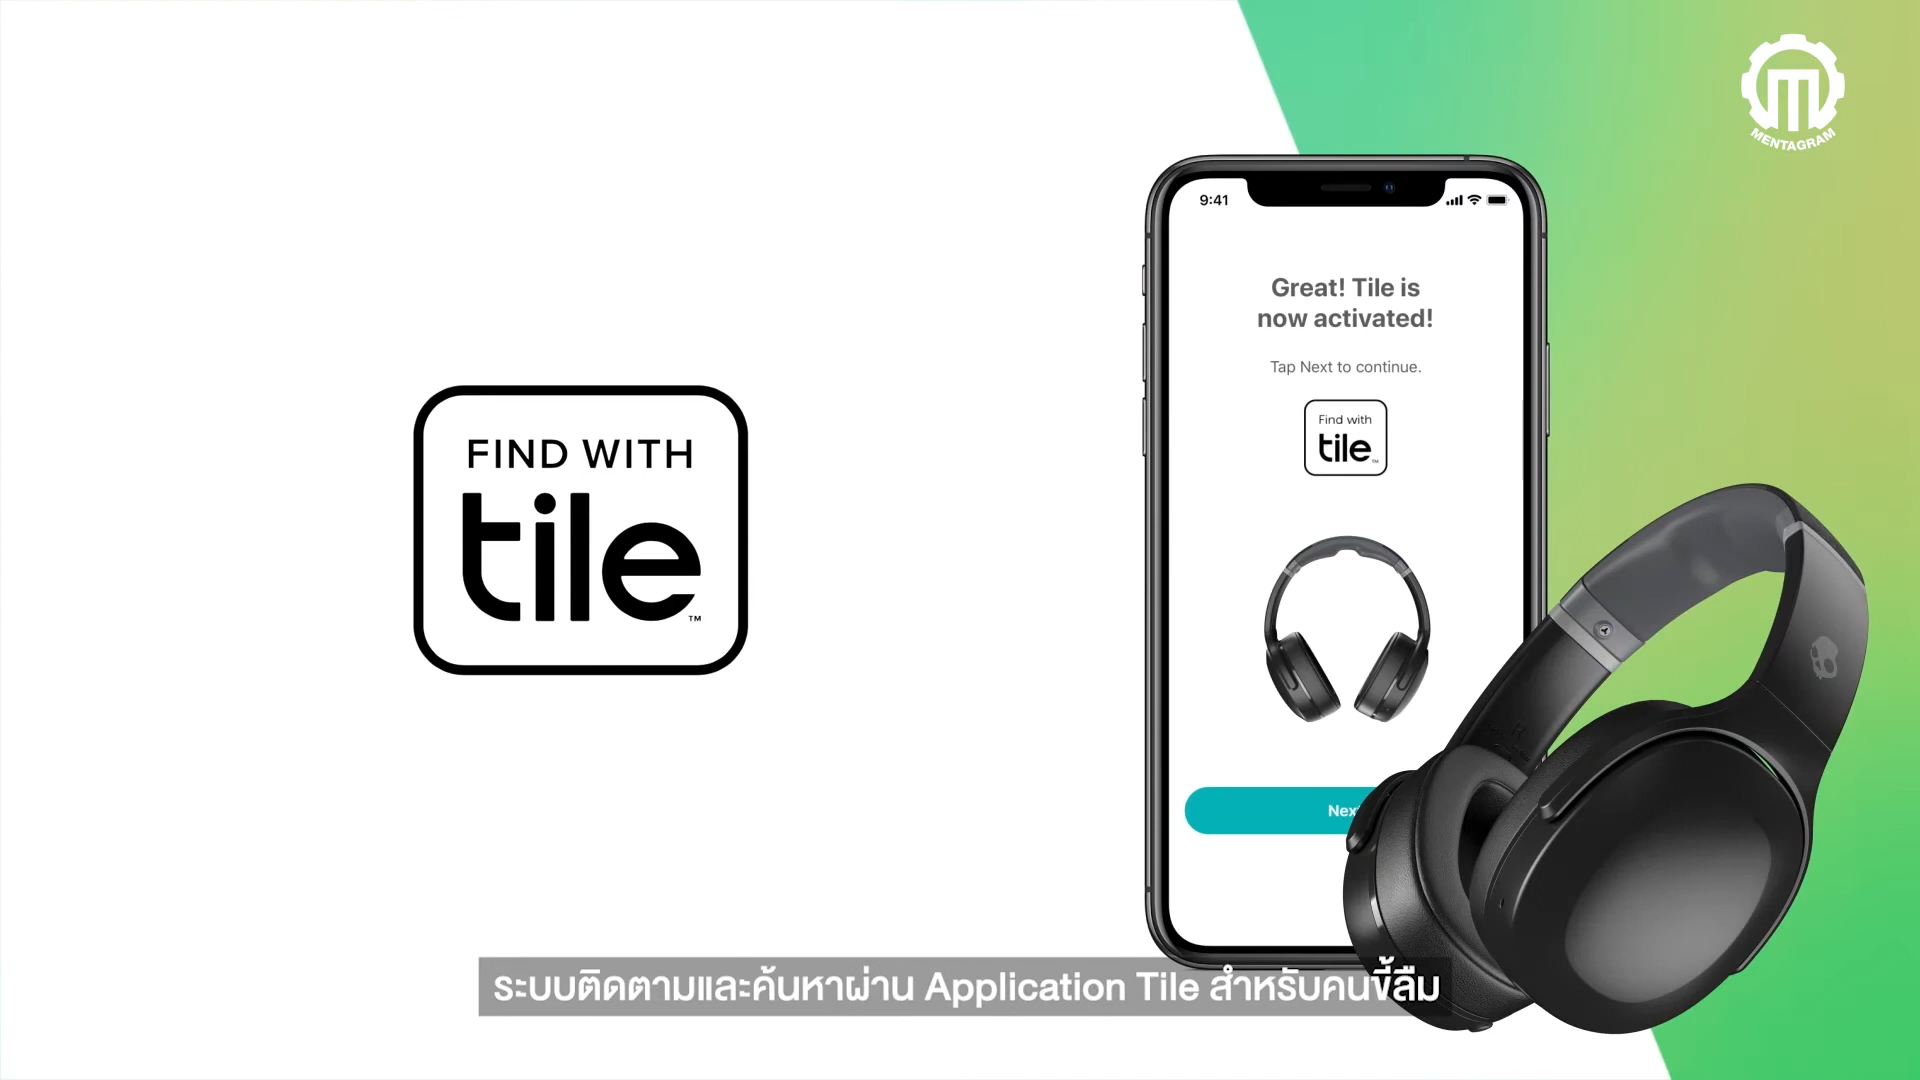 MENTAGRAM
9:41
Great! Tile is
now activated!
Tap Next to continue.
Find with
tile™
FIND WITH
tile™
ระบบติดตามและค้นหาผ่าน Application Tile สำหรับคนขี้ลืม